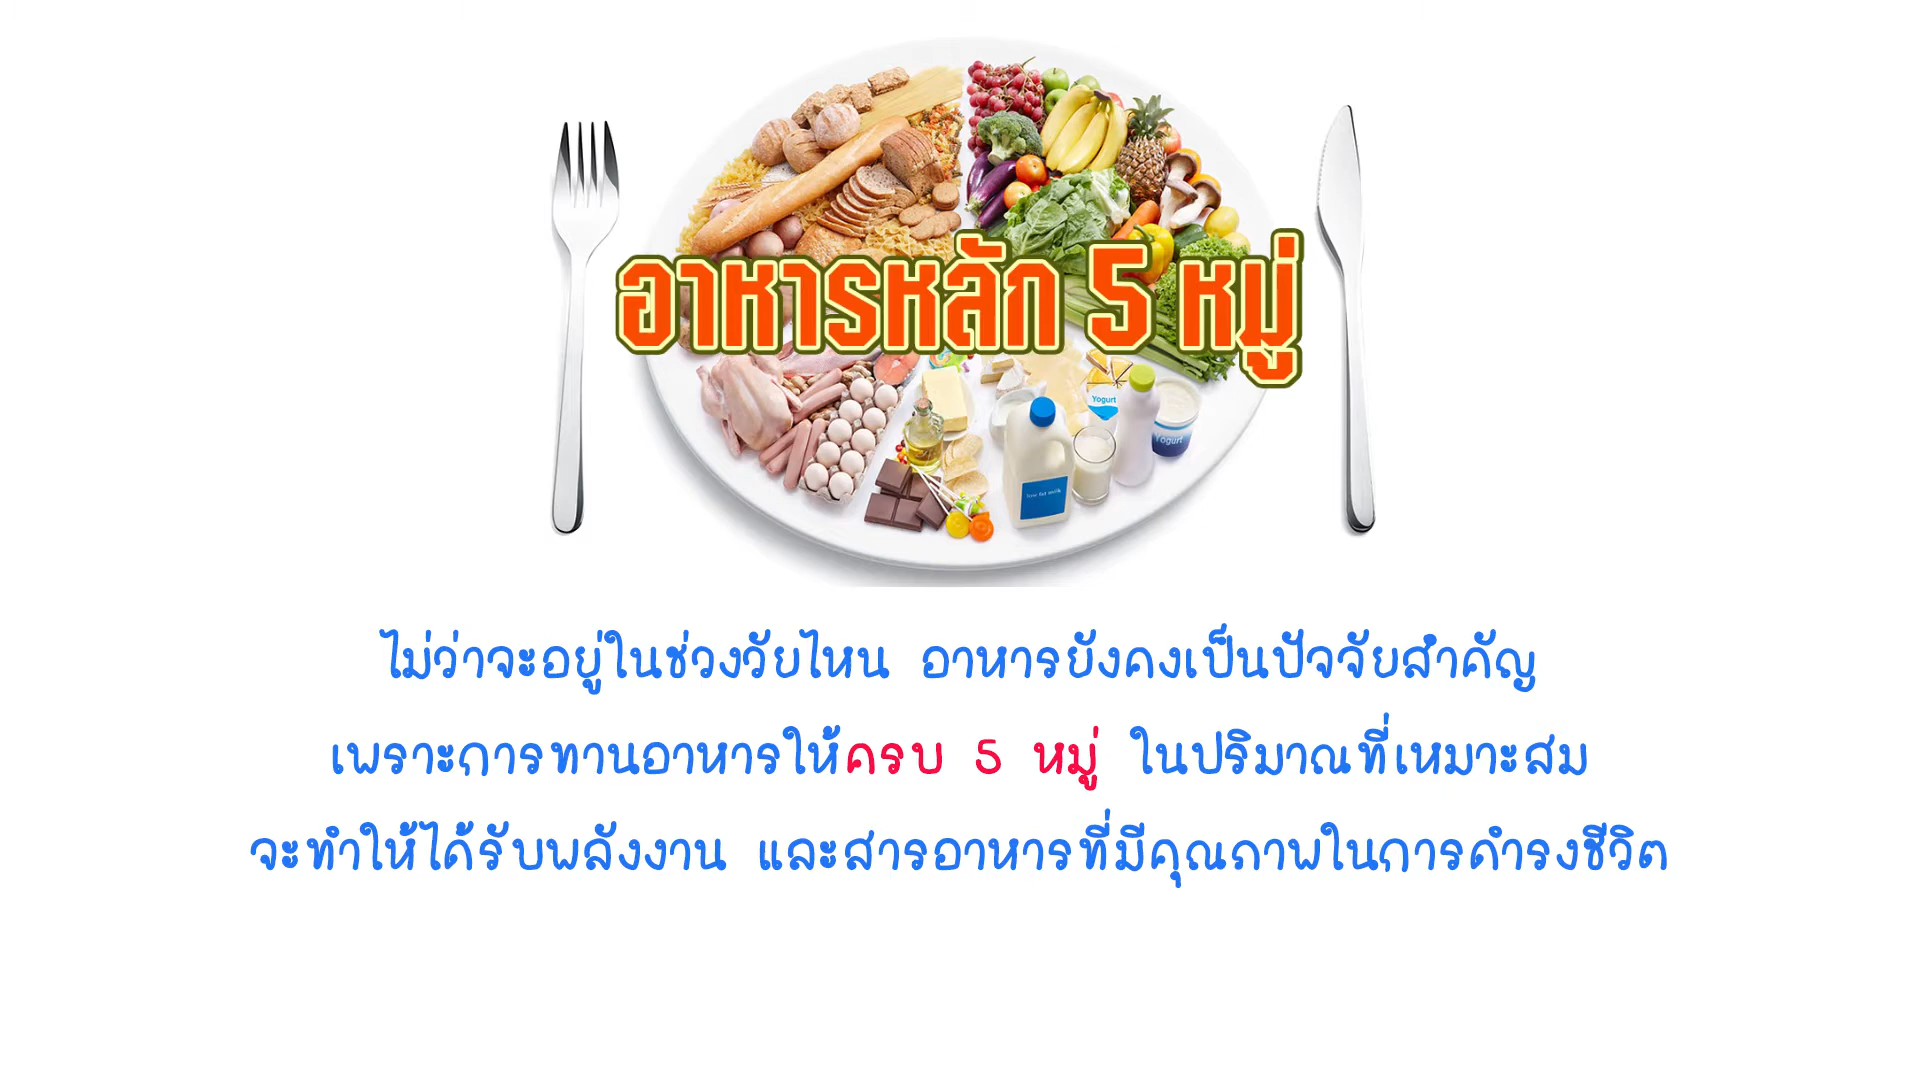 อาหารหลัก 5 หมู่
Yogurt
Yogurt
low fat milk
ไม่ว่าจะอยู่ในช่วงวัยไหน อาหารยังคงเป็นปัจจัยสำคัญ
เพราะการทานอาหารให้ครบ 5 หมู่ ในปริมาณที่เหมาะสม
จะทำให้ได้รับพลังงาน และสารอาหารที่มีคุณภาพในการดำรงชีวิต